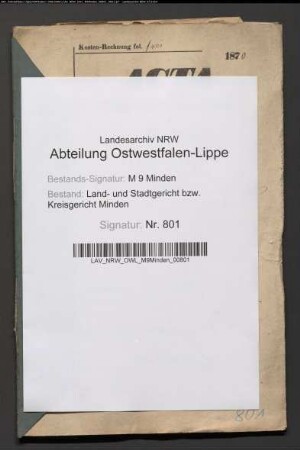 Kosten-Rechnung fol.
1870
ACTA
Landesarchiv NRW
Abteilung Ostwestfalen-Lippe
Bestands-Signatur: M 9 Minden
Bestand: Land- und Stadtgericht bzw.
Kreisgericht Minden
Signatur: Nr. 801
LAV_NRW_OWL_M9Minden_00801
801